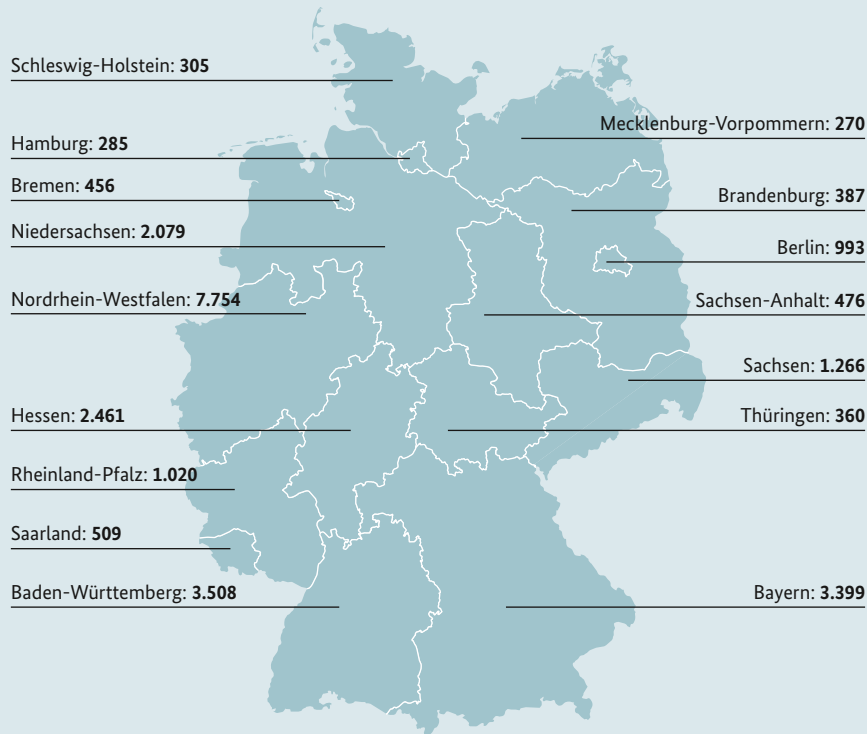 Schleswig-Holstein: 305
Hamburg: 285
Bremen: 456
Niedersachsen: 2.079
Nordrhein-Westfalen: 7.754
Hessen: 2.461
Rheinland-Pfalz: 1.020
Saarland: 509
Baden-Württemberg: 3.508
Mecklenburg-Vorpommern: 270
Brandenburg: 387
Berlin: 993
Sachsen-Anhalt: 476
Sachsen: 1.266
Thüringen: 360
Bayern: 3.399